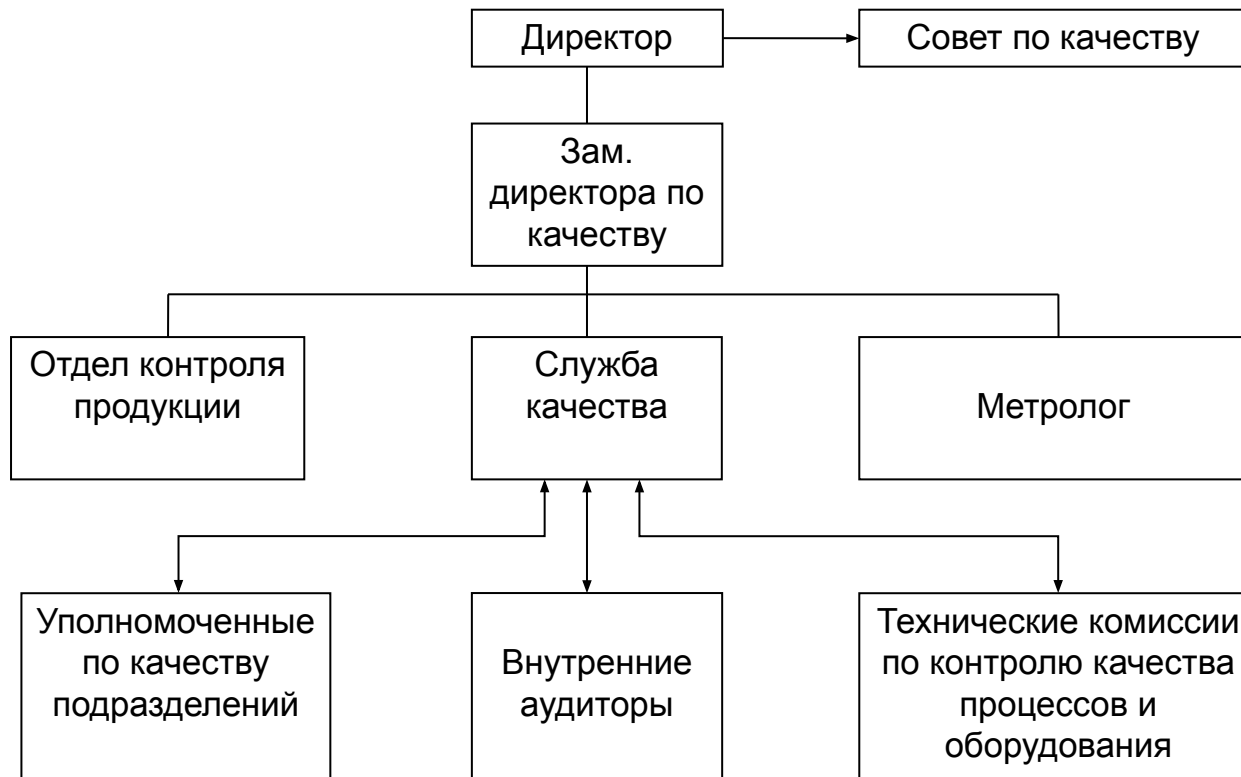 Директор
Совет по качеству
Зам.
директора по
качеству
Отдел контроля
продукции
Служба
качества
Метролог
Уполномоченные
по качеству
подразделений
Внутренние
аудиторы
Технические комиссии
по контролю качества
процессов и
оборудования